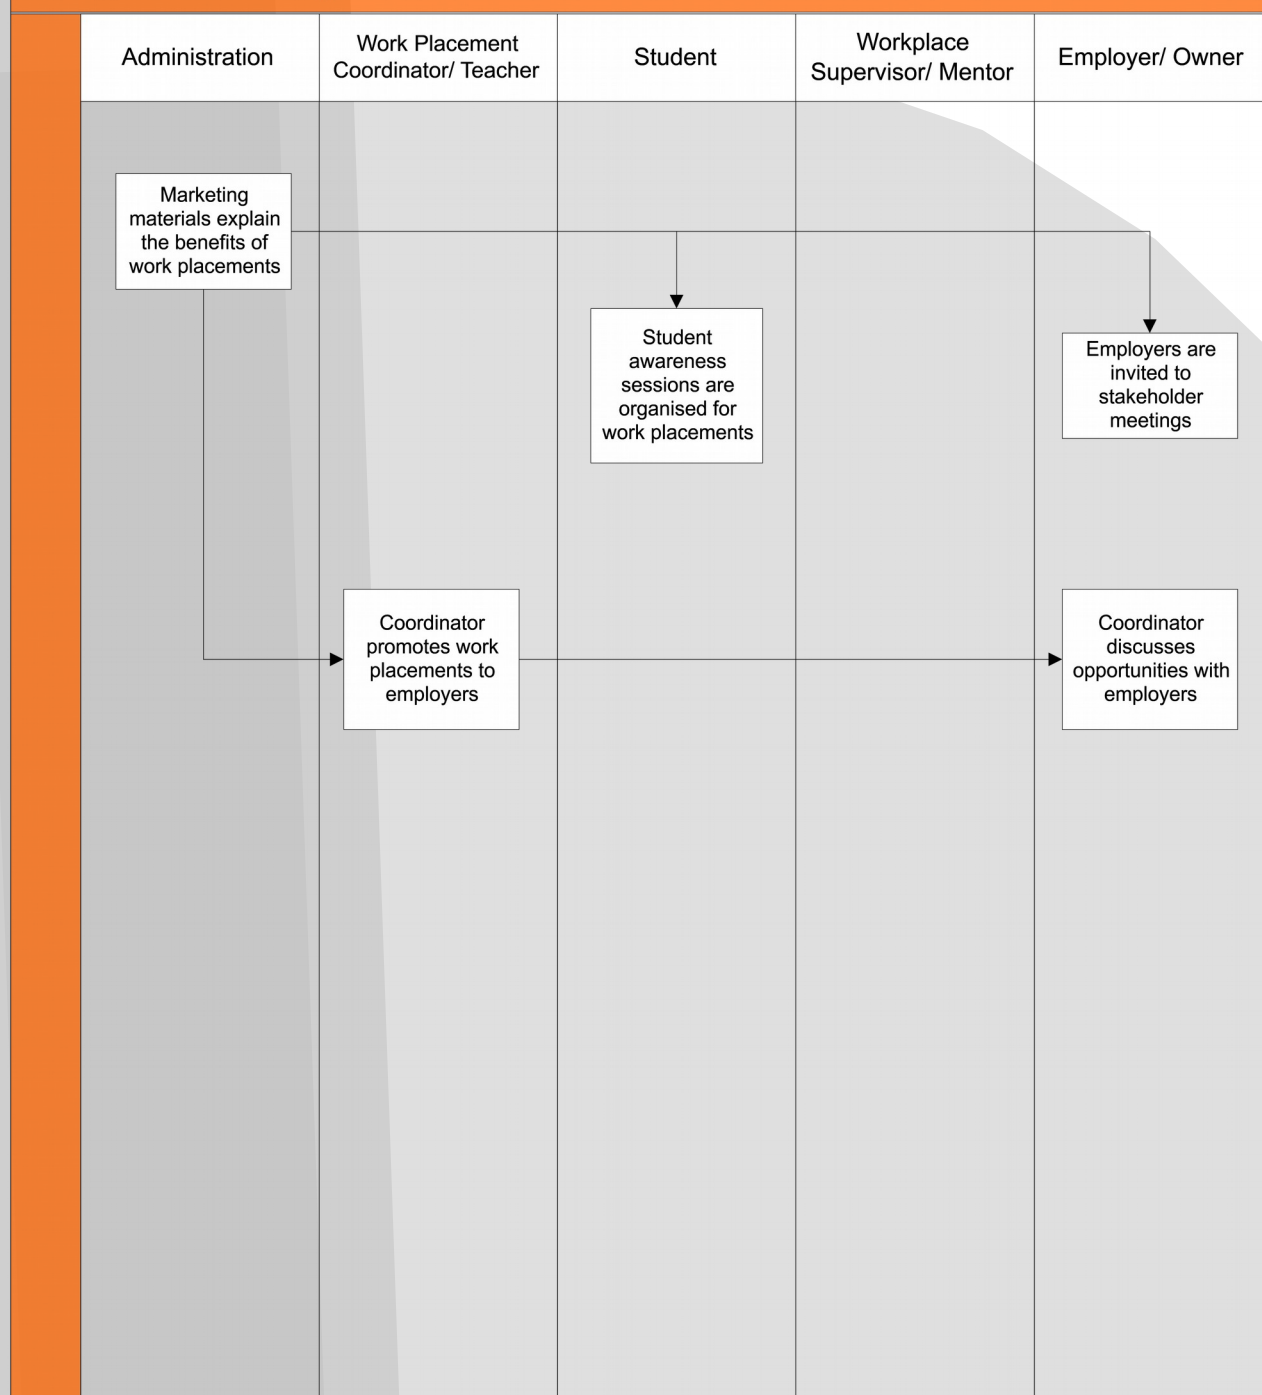 Administration
Work Placement
Coordinator/ Teacher
Student
Workplace
Supervisor/ Mentor
Employer/ Owner
Marketing
materials explain
the benefits of
work placements
Student
awareness
sessions are
organised for
work placements
Employers are
invited to
stakeholder
meetings
Coordinator
promotes work
placements to
employers
Coordinator
discusses
opportunities with
employers